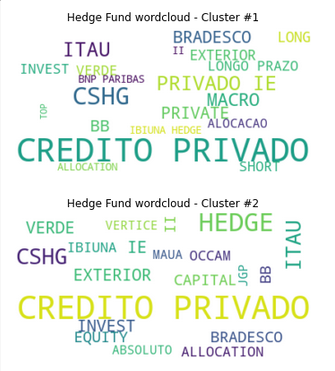 Hedge Fund wordcloud - Cluster #1
BRADESCO LONG
ITAU II EXTERIOR
INVEST VERDE LONGO PRAZO
BNP PARIBAS PRIVADO IE
CSHG MACRO
TOP PRIVATE
BB IBIUNA HEDGE ALOCACAO
CREDITO PRIVADO
ALLOCATION SHORT
Hedge Fund wordcloud - Cluster #2
VERDE VERTICE II HEDGE ITAU
CSHG IBIUNA IE MAUA OCCAM
EXTERIOR CAPITAL JGP BB
CREDITO PRIVADO
INVEST
EQUITY BRADESCO
ABSOLUTO ALLOCATION